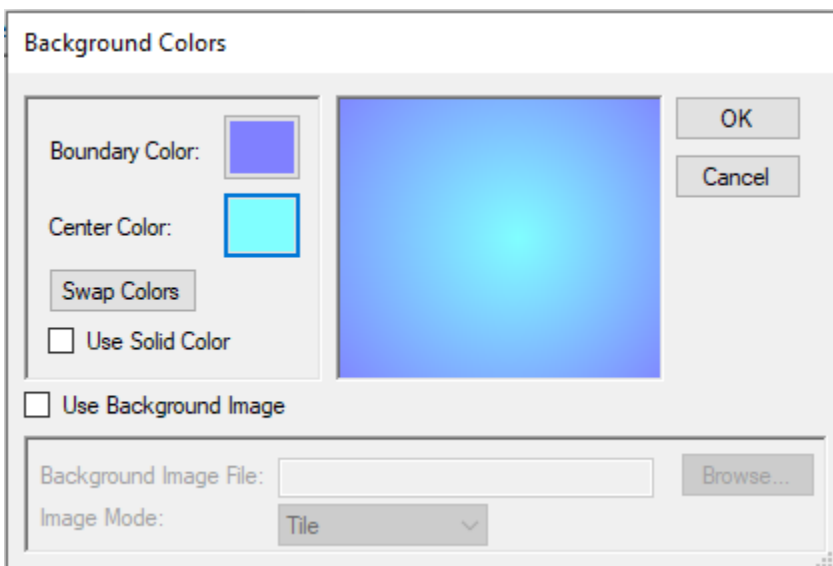 Background Colors
Boundary Color:
OK
Cancel
Center Color:
Swap Colors
Use Solid Color
Use Background Image
Background Image File:
Browse...
Image Mode:
Tile